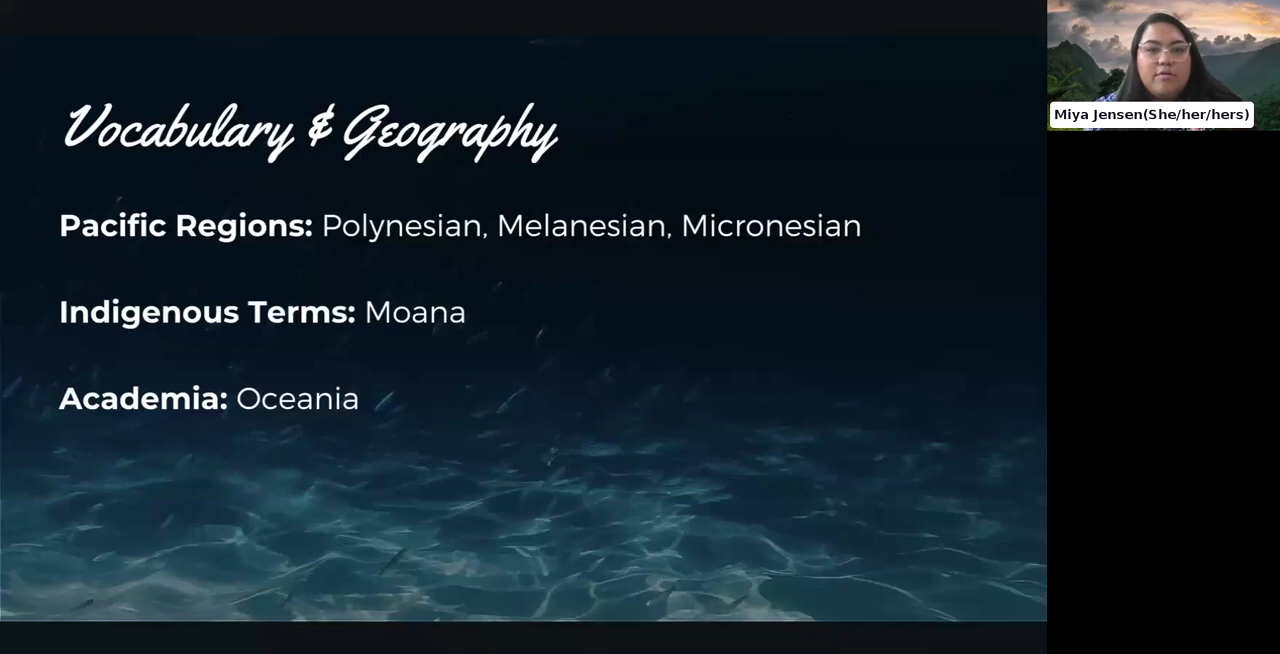 Vocabulary & Geography
Pacific Regions: Polynesian, Melanesian, Micronesian
Indigenous Terms: Moana
Academia: Oceania
Miya Jensen(She/her/hers)